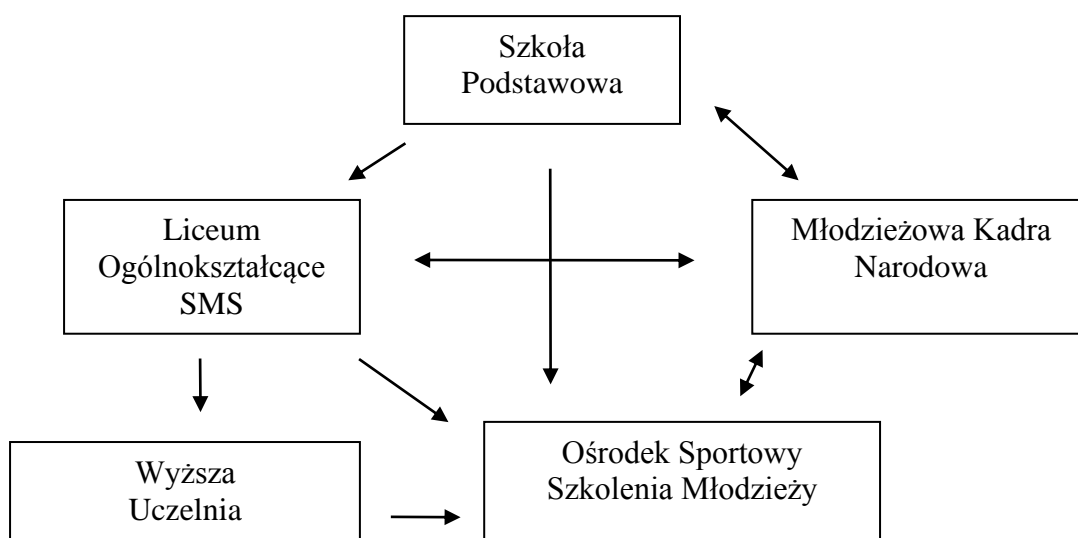 Szkoła
Podstawowa
Liceum
Ogólnokształcące
SMS
Młodzieżowa Kadra
Narodowa
Wyższa
Uczelnia
Ośrodek Sportowy
Szkolenia Młodzieży